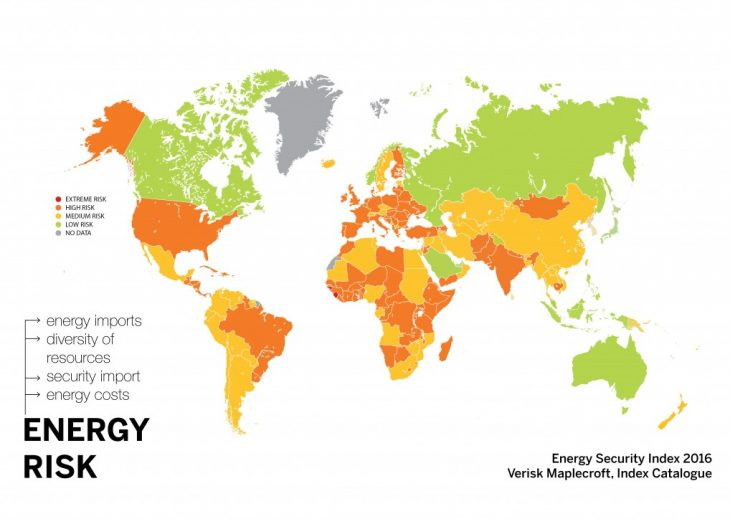 EXTREME RISK
HIGH RISK
MEDIUM RISK
LOW RISK
NO DATA
energy imports
diversity of
resources
security import
energy costs
ENERGY
RISK
Energy Security Index 2016
Verisk Maplecroft, Index Catalogue